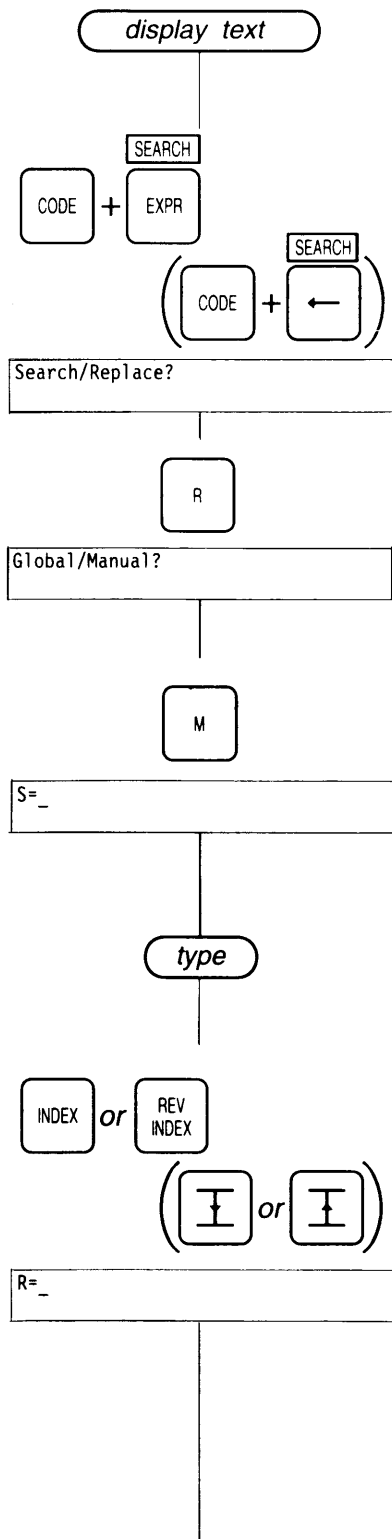 display text
SEARCH
CODE + EXPR
SEARCH
(CODE + ←)
Search/Replace?
R
Global/Manual?
M
S=_
type
INDEX or REV INDEX
( or )
R=_